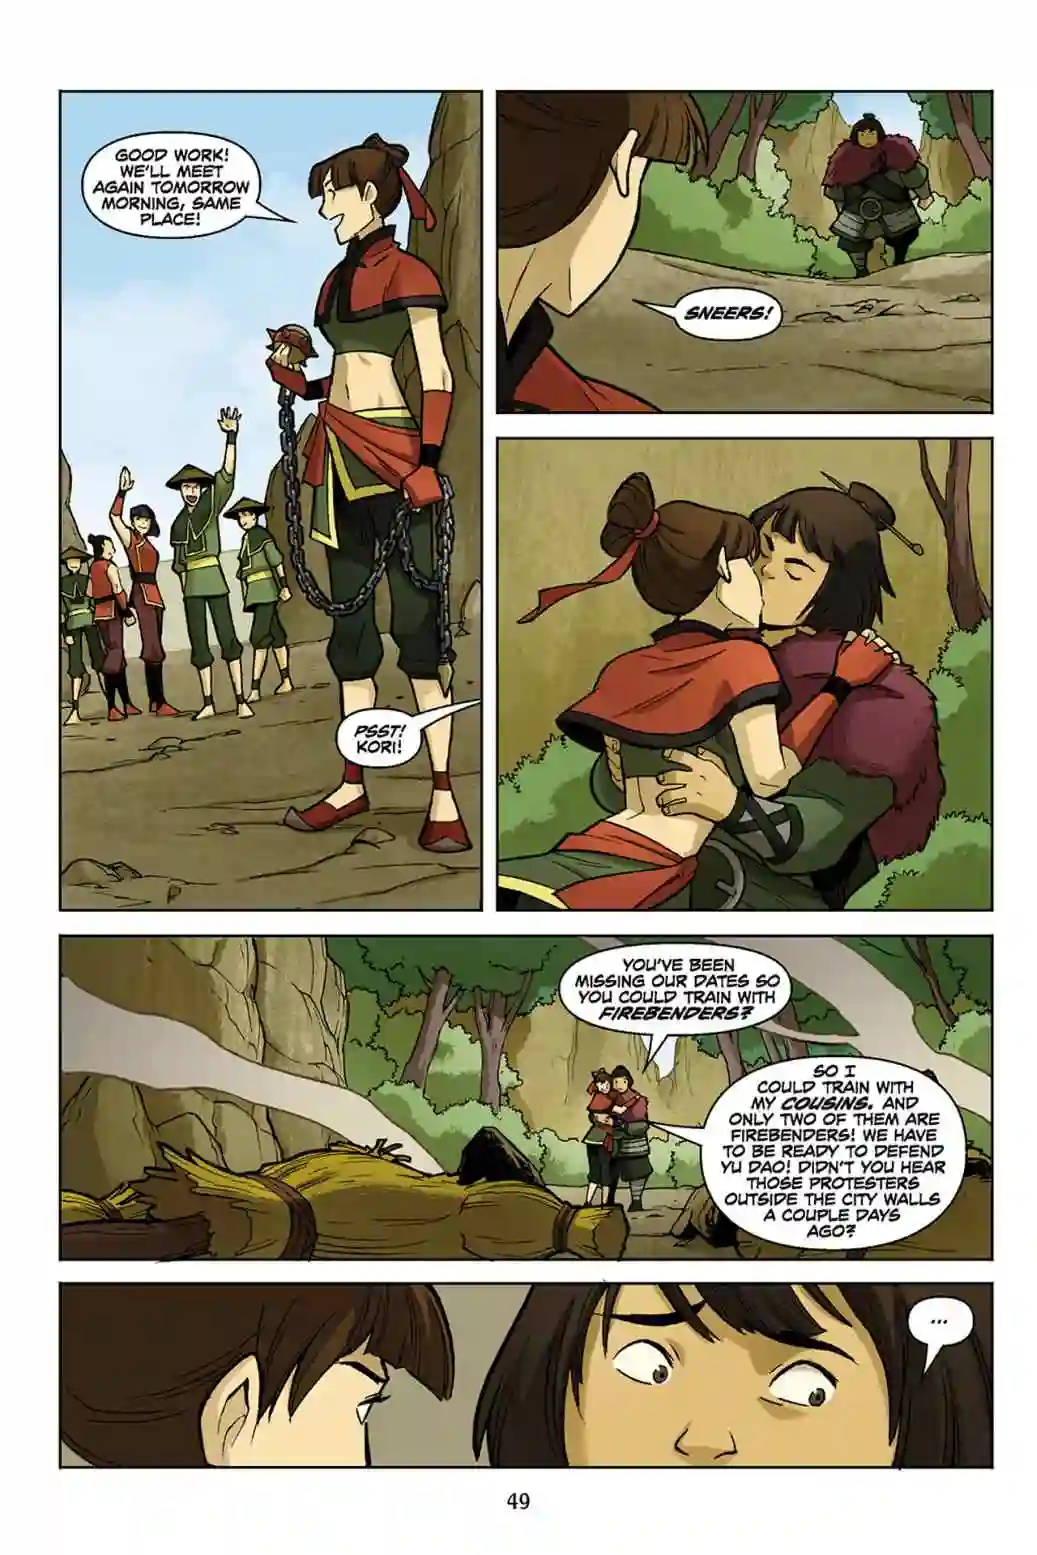 GOOD WORK!
WE'LL MEET
AGAIN TOMORROW
MORNING, SAME
PLACE!
PSST!
KORI!
SNEERS!
YOU'VE BEEN
MISSING OUR DATES SO
YOU COULD TRAIN WITH
FIREBENDERS?
SO I
COULD TRAIN WITH
MY COUSINS. AND
ONLY TWO OF THEM ARE
FIREBENDERS! WE HAVE
TO BE READY TO DEFEND
YU DAO! DIDN'T YOU HEAR
THOSE PROTESTERS
OUTSIDE THE CITY WALLS
A COUPLE DAYS
AGO?
...
49